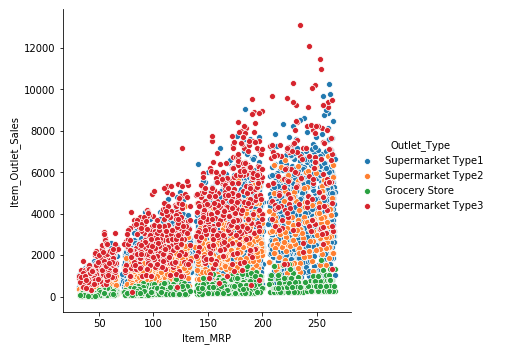 12000
10000
8000
6000
4000
2000
0
Item_Outlet_Sales
50
100
150
200
250
Item_MRP
Outlet_Type
Supermarket Type1
Supermarket Type2
Grocery Store
Supermarket Type3